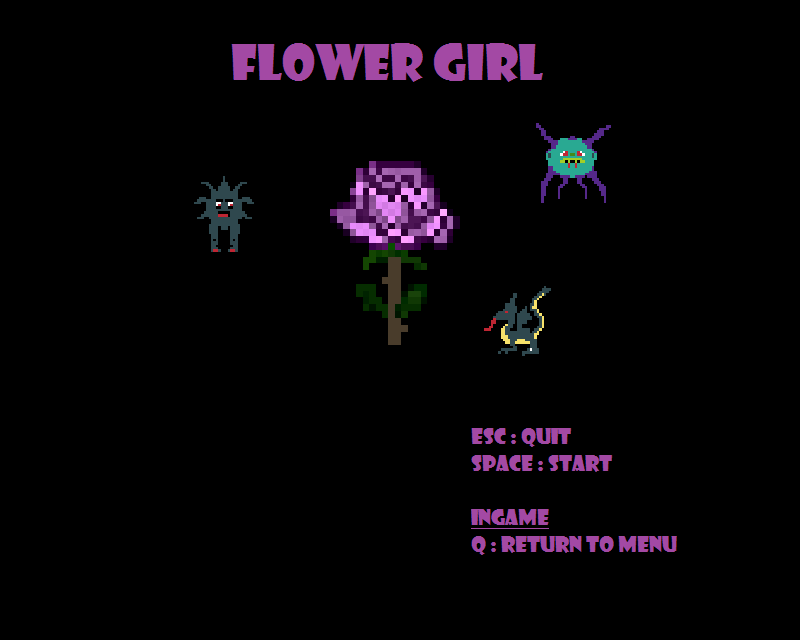 FLOWER GIRL
ESC : QUIT
SPACE : START
INGAME
Q : RETURN TO MENU